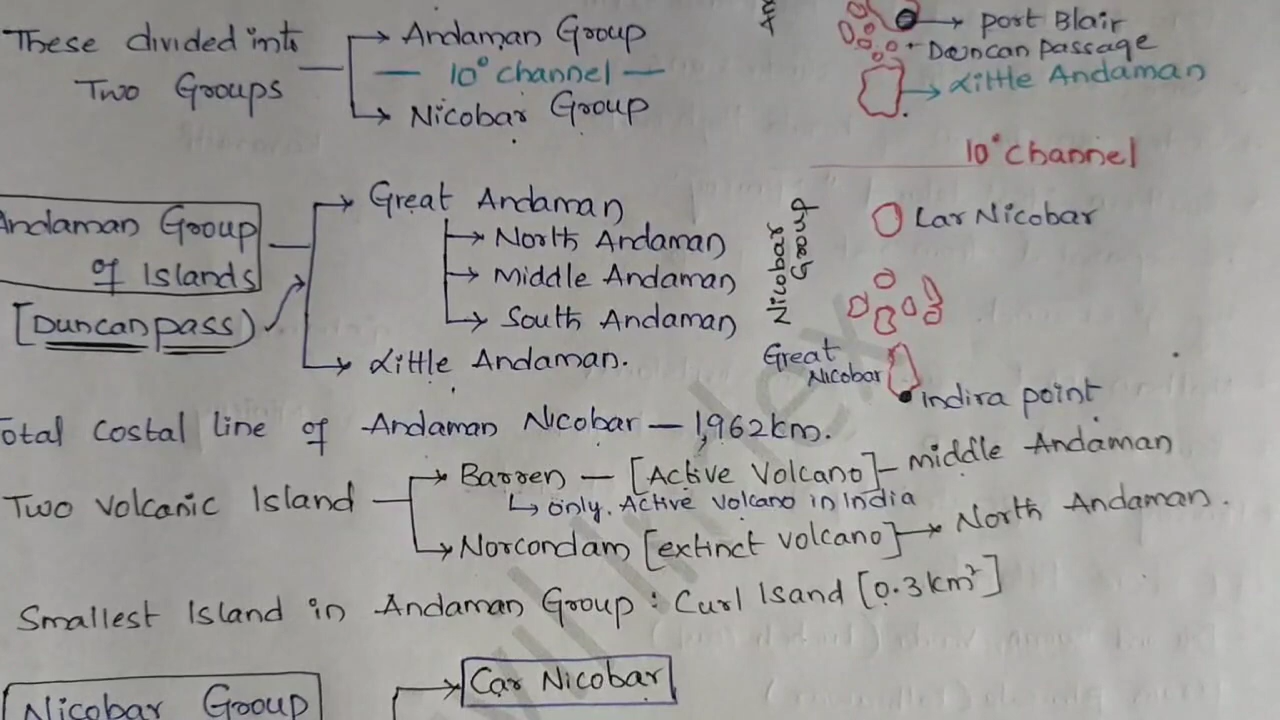 These divided into Two Groups
Andaman Group
10° channel
Nicobar Group
port Blair
Duncan passage
Little Andaman
10° channel
Car Nicobar
Nicobar Group
Great Nicobar
indira point
Andaman Group of Islands
[Duncan pass)
Great Andaman
North Andaman
Middle Andaman
South Andaman
Little Andaman.
Total costal line of Andaman Nicobar – 1,962km.
Two volcanic Island
Barren – [Active Volcano] – middle Andaman
only. Active volcano in India
Norcondam [extinct volcano] → North Andaman.
Smallest Island in Andaman Group : Curl Isand [0.3km²]
Nicobar Group
Car Nicobar